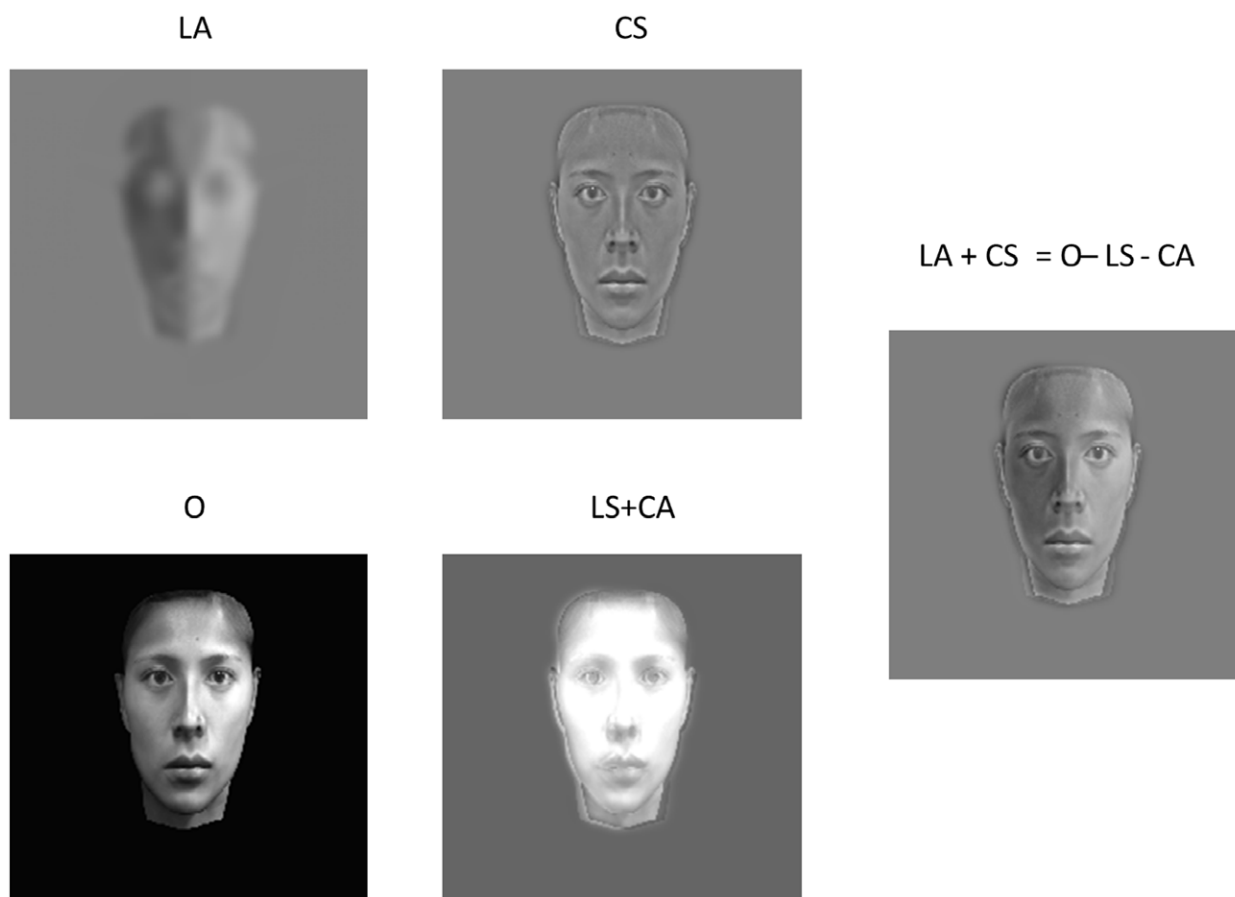 LA
CS
LA + CS = O– LS - CA
O
LS+CA